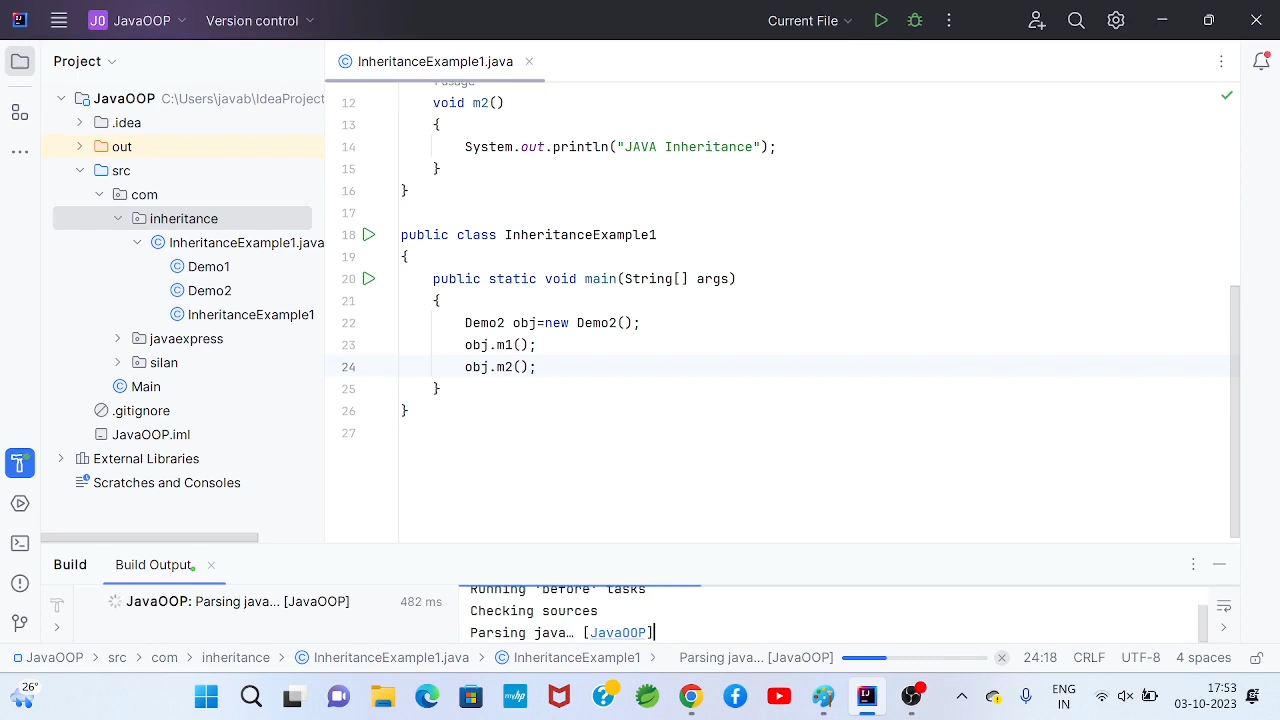 J0 JavaOOP Version control Current File
Project
InheritanceExample1.java
JavaOOP C:\Users\javab\IdeaProject
.idea
out
src
com
inheritance
InheritanceExample1.java
Demo1
Demo2
InheritanceExample1
javaexpress
silan
Main
.gitignore
JavaOOP.iml
External Libraries
Scratches and Consoles
12 void m2()
13 {
14 System.out.println("JAVA Inheritance");
15 }
16 }
17
18 public class InheritanceExample1
19 {
20 public static void main(String[] args)
21 {
22 Demo2 obj=new Demo2();
23 obj.m1();
24 obj.m2();
25 }
26 }
27
Build Build Output
JavaOOP: Parsing java... [JavaOOP] 482 ms
Running 'before' tasks
Checking sources
Parsing java… [JavaOOP]
JavaOOP src com inheritance InheritanceExample1.java InheritanceExample1 Parsing java... [JavaOOP] 24:18 CRLF UTF-8 4 spaces
26°
myhp
ENG
IN
17:53
03-10-2023